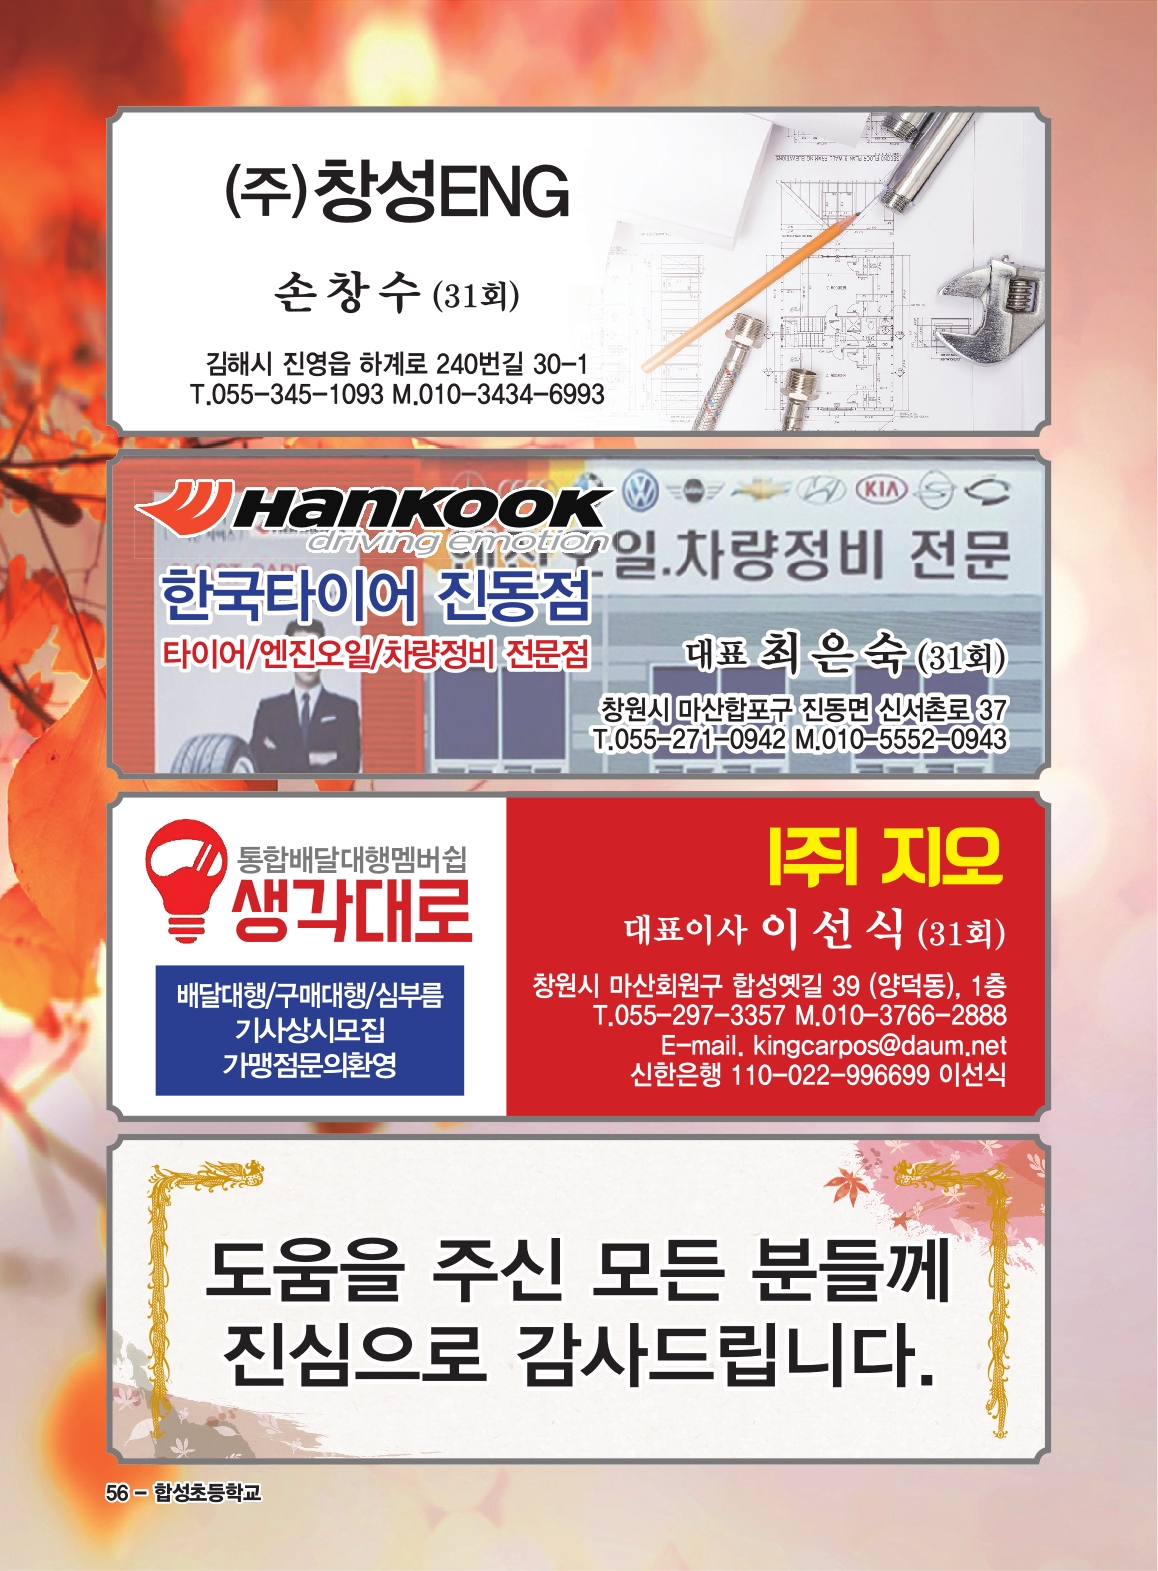 (주)창성ENG
손창수 (31회)
김해시 진영읍 하계로 240번길 30-1
T.055-345-1093 M.010-3434-6993
HANKOOK
driving emotion
일.차량정비 전문
KIA
한국타이어 진동점
타이어/엔진오일/차량정비 전문점
대표 최은숙 (31회)
창원시 마산합포구 진동면 신서촌로 37
T.055-271-0942 M.010-5552-0943
통합배달대행멤버쉽
생각대로
배달대행/구매대행/심부름
기사상시모집
가맹점문의환영
(주) 지오
대표이사 이선식 (31회)
창원시 마산회원구 합성옛길 39 (양덕동), 1층
T.055-297-3357 M.010-3766-2888
E-mail. kingcarpos@daum.net
신한은행 110-022-996699 이선식
도움을 주신 모든 분들께
진심으로 감사드립니다.
56 - 합성초등학교